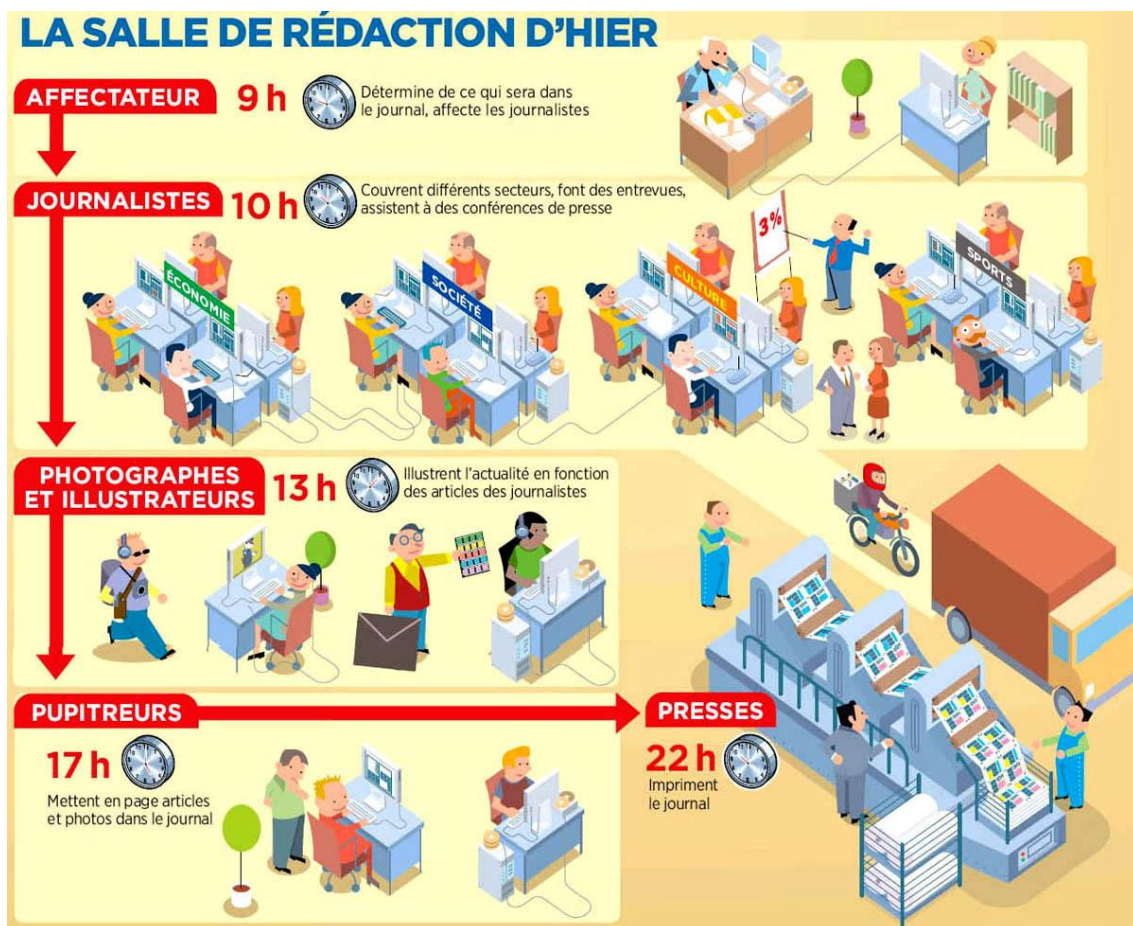 LA SALLE DE RÉDACTION D'HIER
AFFECTATEUR
9 h
Détermine de ce qui sera dans
le journal, affecte les journalistes
JOURNALISTES
10 h
Couvrent différents secteurs, font des entrevues,
assistent à des conférences de presse
3%
ÉCONOMIE
SOCIÉTÉ
CULTURE
SPORTS
PHOTOGRAPHES
ET ILLUSTRATEURS
13 h
Illustrent l'actualité en fonction
des articles des journalistes
PUPITREURS
17 h
Mettent en page articles
et photos dans le journal
PRESSES
22 h
Impriment
le journal